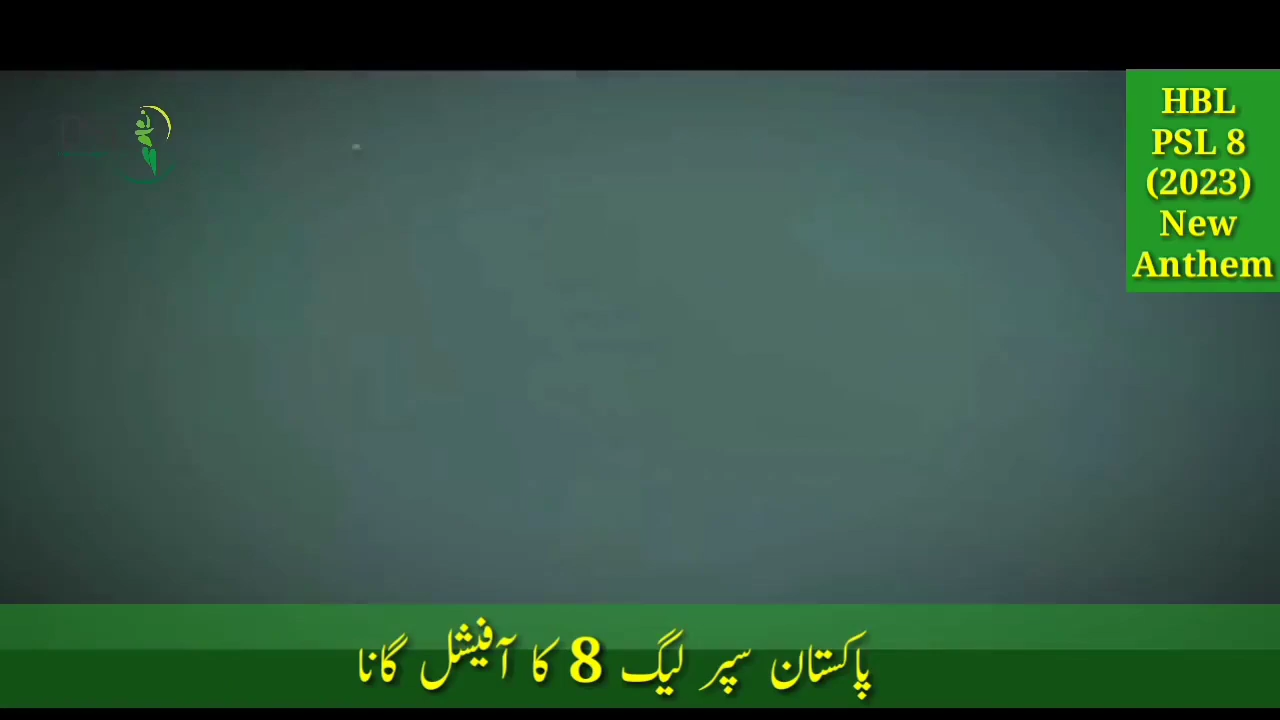 HBL
PSL 8
(2023)
New
Anthem
پاکستان سپر لیگ 8 کا آفیشل گانا